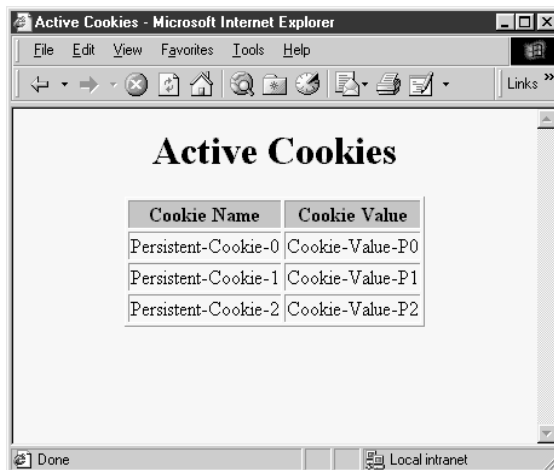 Active Cookies - Microsoft Internet Explorer
File Edit View Favorites Tools Help
Links »
Active Cookies
Cookie Name Cookie Value
Persistent-Cookie-0 Cookie-Value-P0
Persistent-Cookie-1 Cookie-Value-P1
Persistent-Cookie-2 Cookie-Value-P2
Done Local intranet